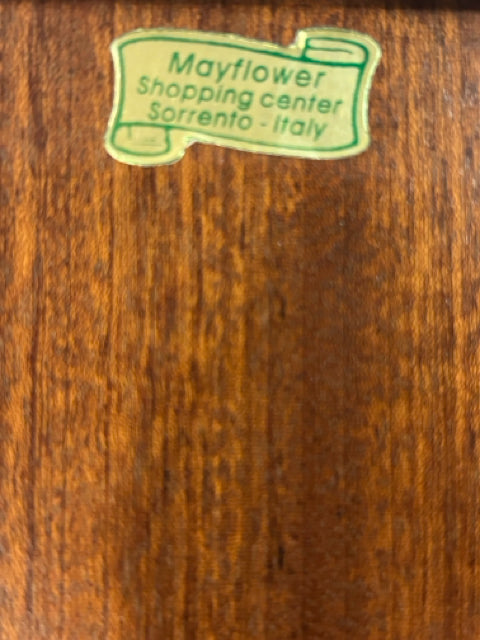 Mayflower
Shopping center
Sorrento - Italy